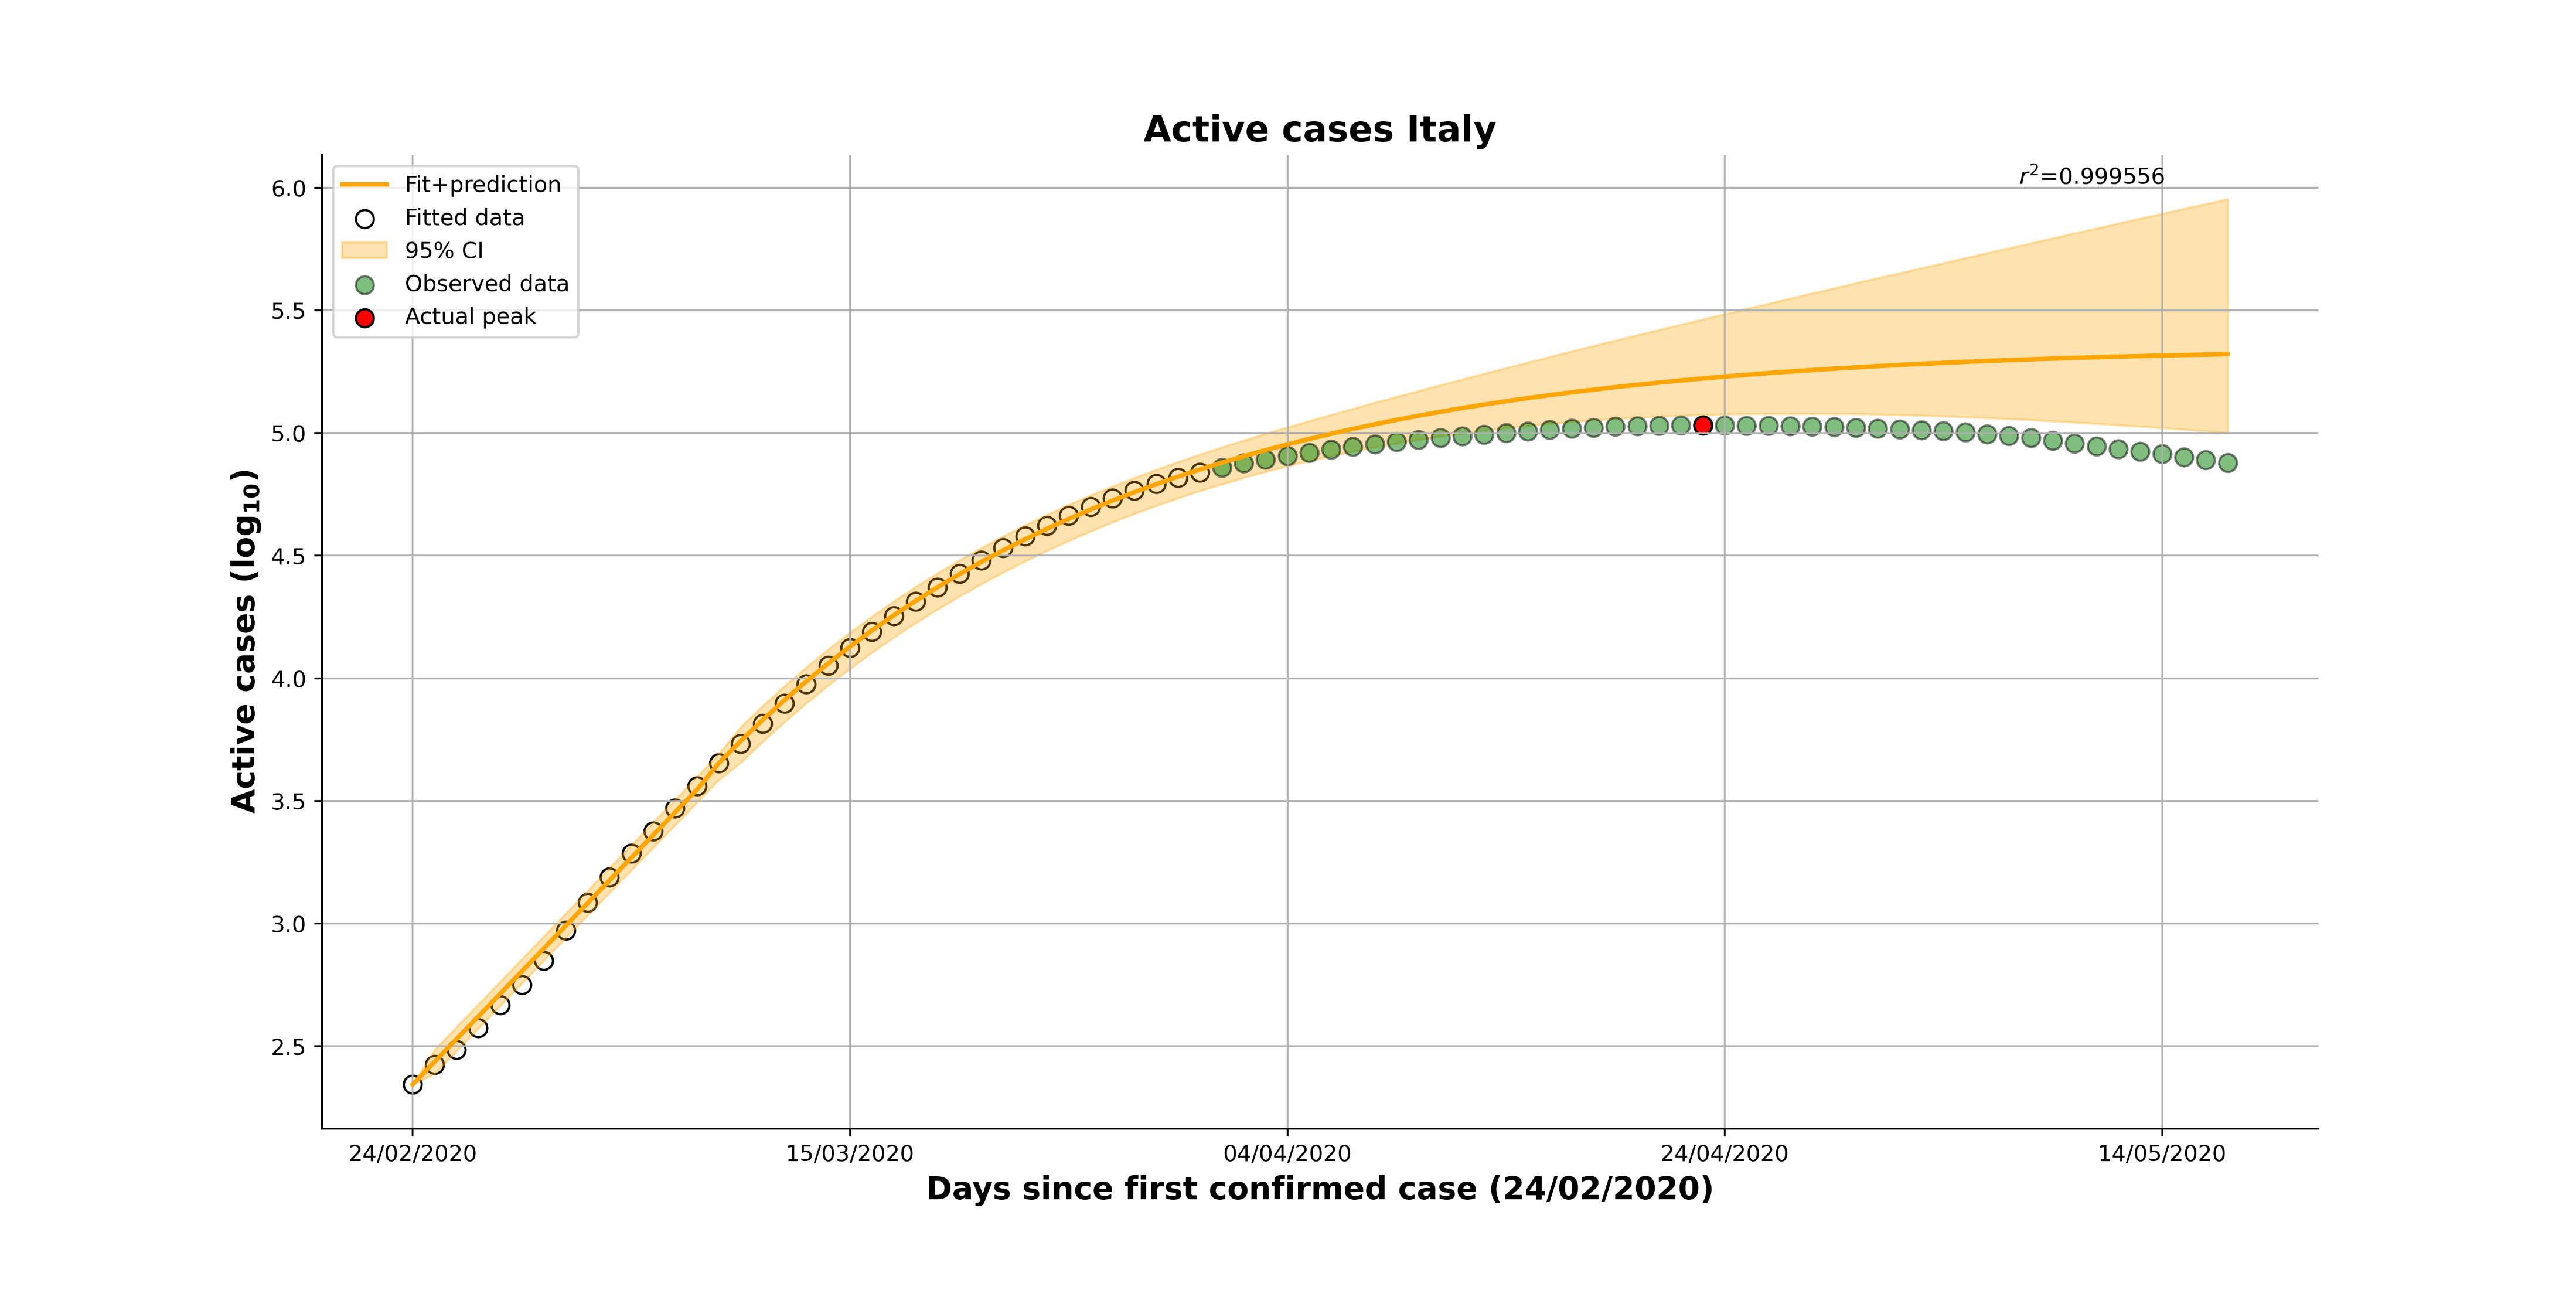 Active cases Italy
r²=0.999556
Fit+prediction
Fitted data
95% CI
Observed data
Actual peak
Active cases (log₁₀)
6.0
5.5
5.0
4.5
4.0
3.5
3.0
2.5
24/02/2020
15/03/2020
04/04/2020
24/04/2020
14/05/2020
Days since first confirmed case (24/02/2020)